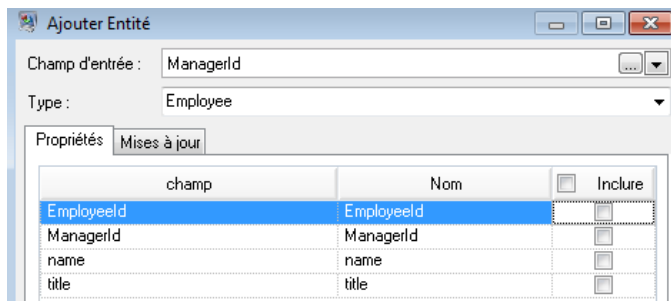 Ajouter Entité
Champ d'entrée : ManagerId ...
Type : Employee
Propriétés Mises à jour
champ Nom Inclure
EmployeeId EmployeeId
ManagerId ManagerId
name name
title title